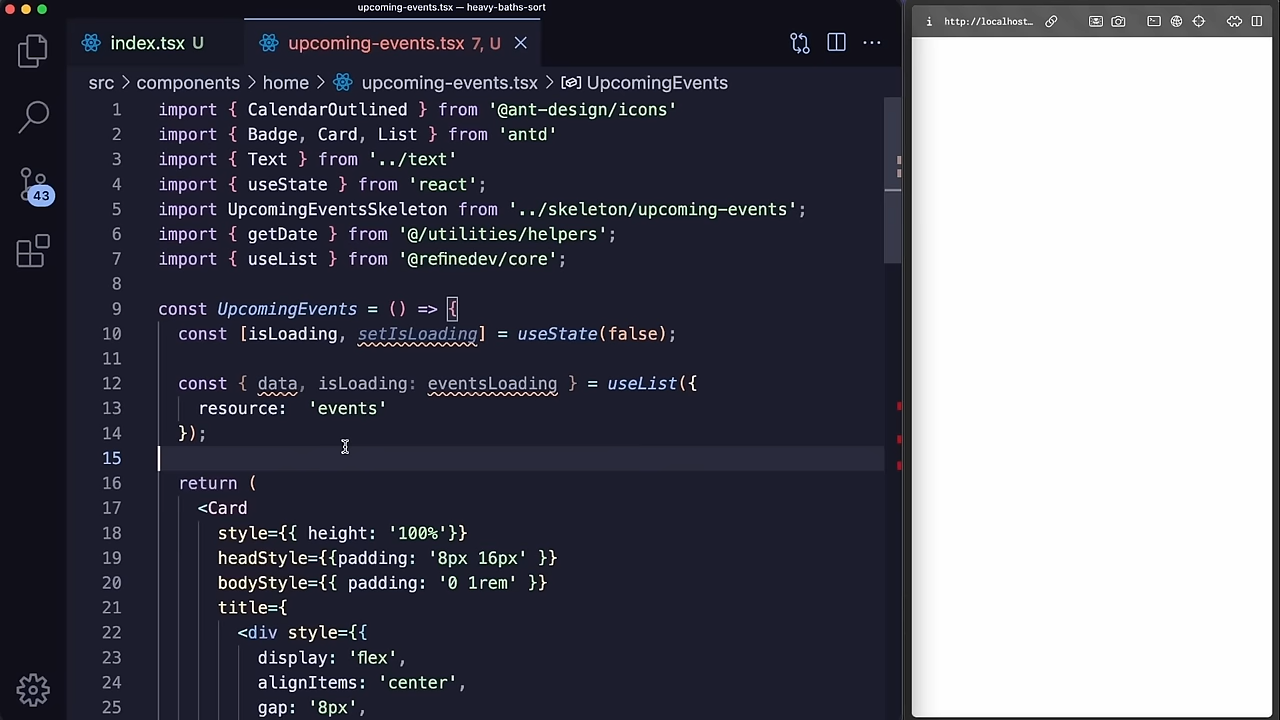 upcoming-events.tsx — heavy-baths-sort
index.tsx U
upcoming-events.tsx 7, U
http://localhost...
src > components > home > upcoming-events.tsx > UpcomingEvents
43
1 import { CalendarOutlined } from '@ant-design/icons'
2 import { Badge, Card, List } from 'antd'
3 import { Text } from '../text'
4 import { useState } from 'react';
5 import UpcomingEventsSkeleton from '../skeleton/upcoming-events';
6 import { getDate } from '@/utilities/helpers';
7 import { useList } from '@refinedev/core';
8
9 const UpcomingEvents = () => {
10 const [isLoading, setIsLoading] = useState(false);
11
12 const { data, isLoading: eventsLoading } = useList({
13 resource:  'events'
14 });
15
16 return (
17 <Card
18 style={{ height: '100%'}}
19 headStyle={{padding: '8px 16px' }}
20 bodyStyle={{ padding: '0 1rem' }}
21 title={
22 <div style={{
23 display: 'flex',
24 alignItems: 'center',
25 gap: '8px',